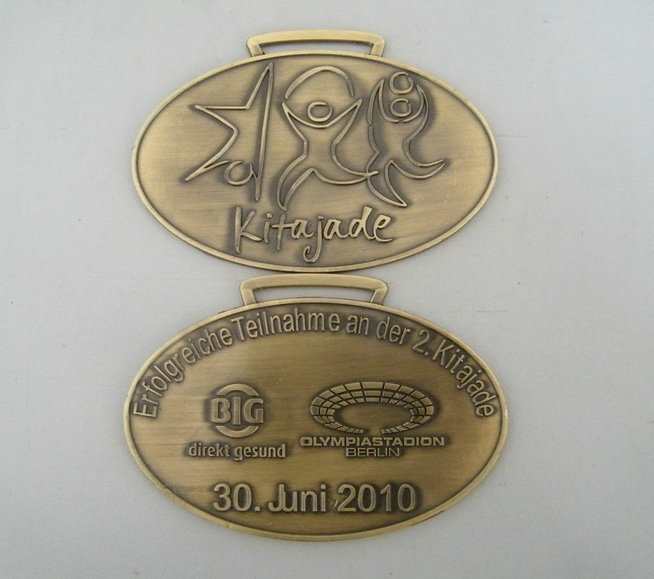 Kitajade
Erfolgreiche Teilnahme an der 2. Kitajade
BIG
direkt gesund
OLYMPIASTADION
BERLIN
30. Juni 2010